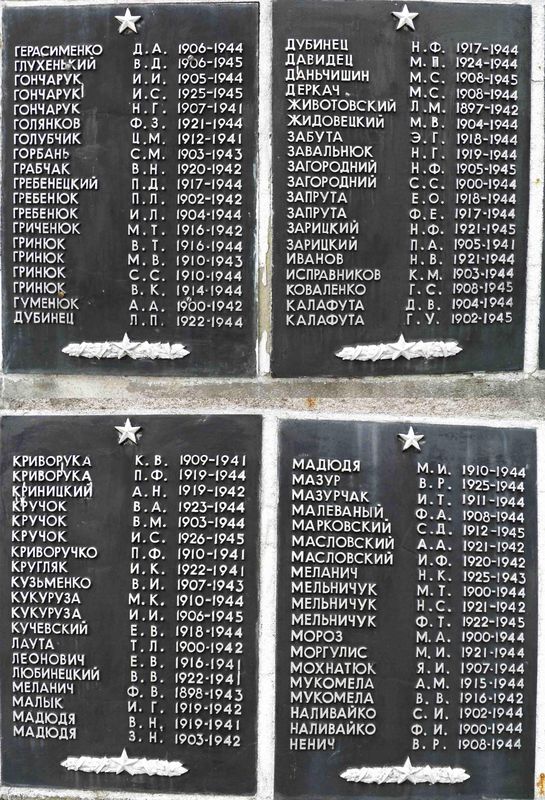 ГЕРАСИМЕНКО Д.А. 1906-1944
ГЛУХЕНЬКИЙ В.Д. 1906-1945
ГОНЧАРУК И.И. 1905-1944
ГОНЧАРУК И.С. 1925-1945
ГОНЧАРУК Н.Г. 1907-1941
ГОЛЯНКОВ Ф.З. 1921-1944
ГОЛУБЧИК Ц.М. 1912-1941
ГОРБАНЬ С.М. 1903-1943
ГРАБЧАК В.Н. 1920-1942
ГРЕБЕНЕЦКИЙ П.Д. 1917-1944
ГРЕБЕНЮК П.Л. 1902-1942
ГРЕБЕНЮК И.Л. 1904-1944
ГРИЧЕНЮК М.Т. 1916-1942
ГРИНЮК В.Т. 1916-1944
ГРИНЮК М.В. 1910-1943
ГРИНЮК С.С. 1910-1944
ГРИНЮК В.К. 1914-1944
ГУМЕНЮК А.А. 1900-1942
ДУБИНЕЦ Л.П. 1922-1944
ДУБИНЕЦ Н.Ф. 1917-1944
ДАВИДЕЦ М.П. 1924-1944
ДАНЬЧИШИН М.С. 1908-1945
ДЕРКАЧ М.С. 1908-1944
ЖИВОТОВСКИЙ Л.М. 1897-1942
ЖИДОВЕЦКИЙ М.В. 1904-1944
ЗАБУТА Э.Г. 1918-1944
ЗАВАЛЬНЮК Н.Г. 1919-1944
ЗАГОРОДНИЙ Н.Ф. 1905-1945
ЗАГОРОДНИЙ С.С. 1900-1944
ЗАПРУТА Е.О. 1918-1944
ЗАПРУТА Ф.Е. 1917-1944
ЗАРИЦКИЙ Н.Ф. 1921-1945
ЗАРИЦКИЙ П.А. 1905-1941
ИВАНОВ Н.В. 1921-1944
ИСПРАВНИКОВ К.М. 1903-1944
КОВАЛЕНКО Г.С. 1908-1945
КАЛАФУТА Д.В. 1904-1944
КАЛАФУТА Г.У. 1902-1945
КРИВОРУКА К.В. 1909-1941
КРИВОРУКА П.Ф. 1919-1944
КРИНИЦКИЙ А.Н. 1919-1942
КРУЧОК В.А. 1923-1944
КРУЧОК В.М. 1903-1944
КРУЧОК И.С. 1926-1945
КРИВОРУЧКО П.Ф. 1910-1941
КРУГЛЯК И.К. 1922-1941
КУЗЬМЕНКО В.И. 1907-1943
КУКУРУЗА М.К. 1910-1944
КУКУРУЗА И.И. 1906-1945
КУЧЕВСКИЙ Е.В. 1918-1944
ЛАУТА Т.Л. 1900-1942
ЛЕОНОВИЧ Е.В. 1916-1941
ЛЮБИНЕЦКИЙ В.В. 1922-1941
МЕЛАНИЧ Ф.В. 1898-1943
МАЛЫК И.Г. 1919-1942
МАДЮДЯ В.Н. 1919-1941
МАДЮДЯ З.Н. 1903-1942
МАДЮДЯ М.И. 1910-1944
МАЗУР В.Р. 1925-1944
МАЗУРЧАК И.Т. 1911-1944
МАЛЕВАНЫЙ Ф.А. 1908-1944
МАРКОВСКИЙ С.Д. 1912-1945
МАСЛОВСКИЙ А.А. 1921-1942
МАСЛОВСКИЙ И.Ф. 1920-1942
МЕЛАНИЧ Н.К. 1925-1943
МЕЛЬНИЧУК М.Т. 1900-1944
МЕЛЬНИЧУК Н.С. 1921-1942
МЕЛЬНИЧУК Ф.Т. 1922-1945
МОРОЗ М.А. 1900-1944
МОРГУЛИС М.И. 1921-1944
МОХНАТЮК Я.И. 1907-1944
МУКОМЕЛА А.М. 1915-1944
МУКОМЕЛА В.В. 1916-1942
НАЛИВАЙКО С.И. 1902-1944
НАЛИВАЙКО Ф.И. 1900-1944
НЕНИЧ В.Р. 1908-1944